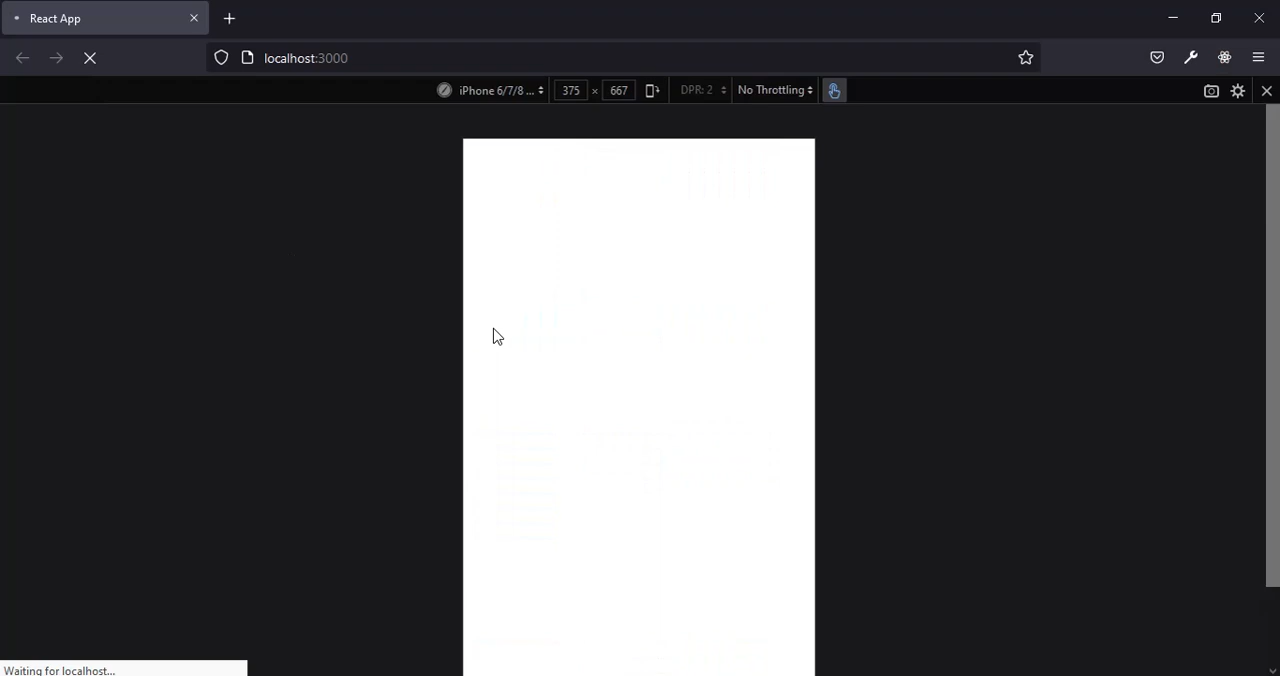 React App
localhost:3000
iPhone 6/7/8 ... 375 × 667 DPR: 2 No Throttling
Waiting for localhost...